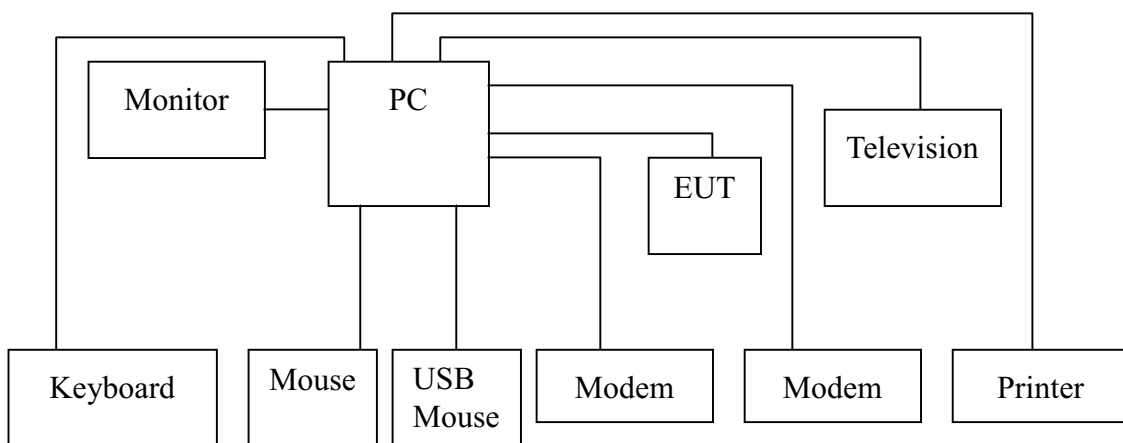 Monitor
PC
Television
EUT
Keyboard
Mouse
USB
Mouse
Modem
Modem
Printer